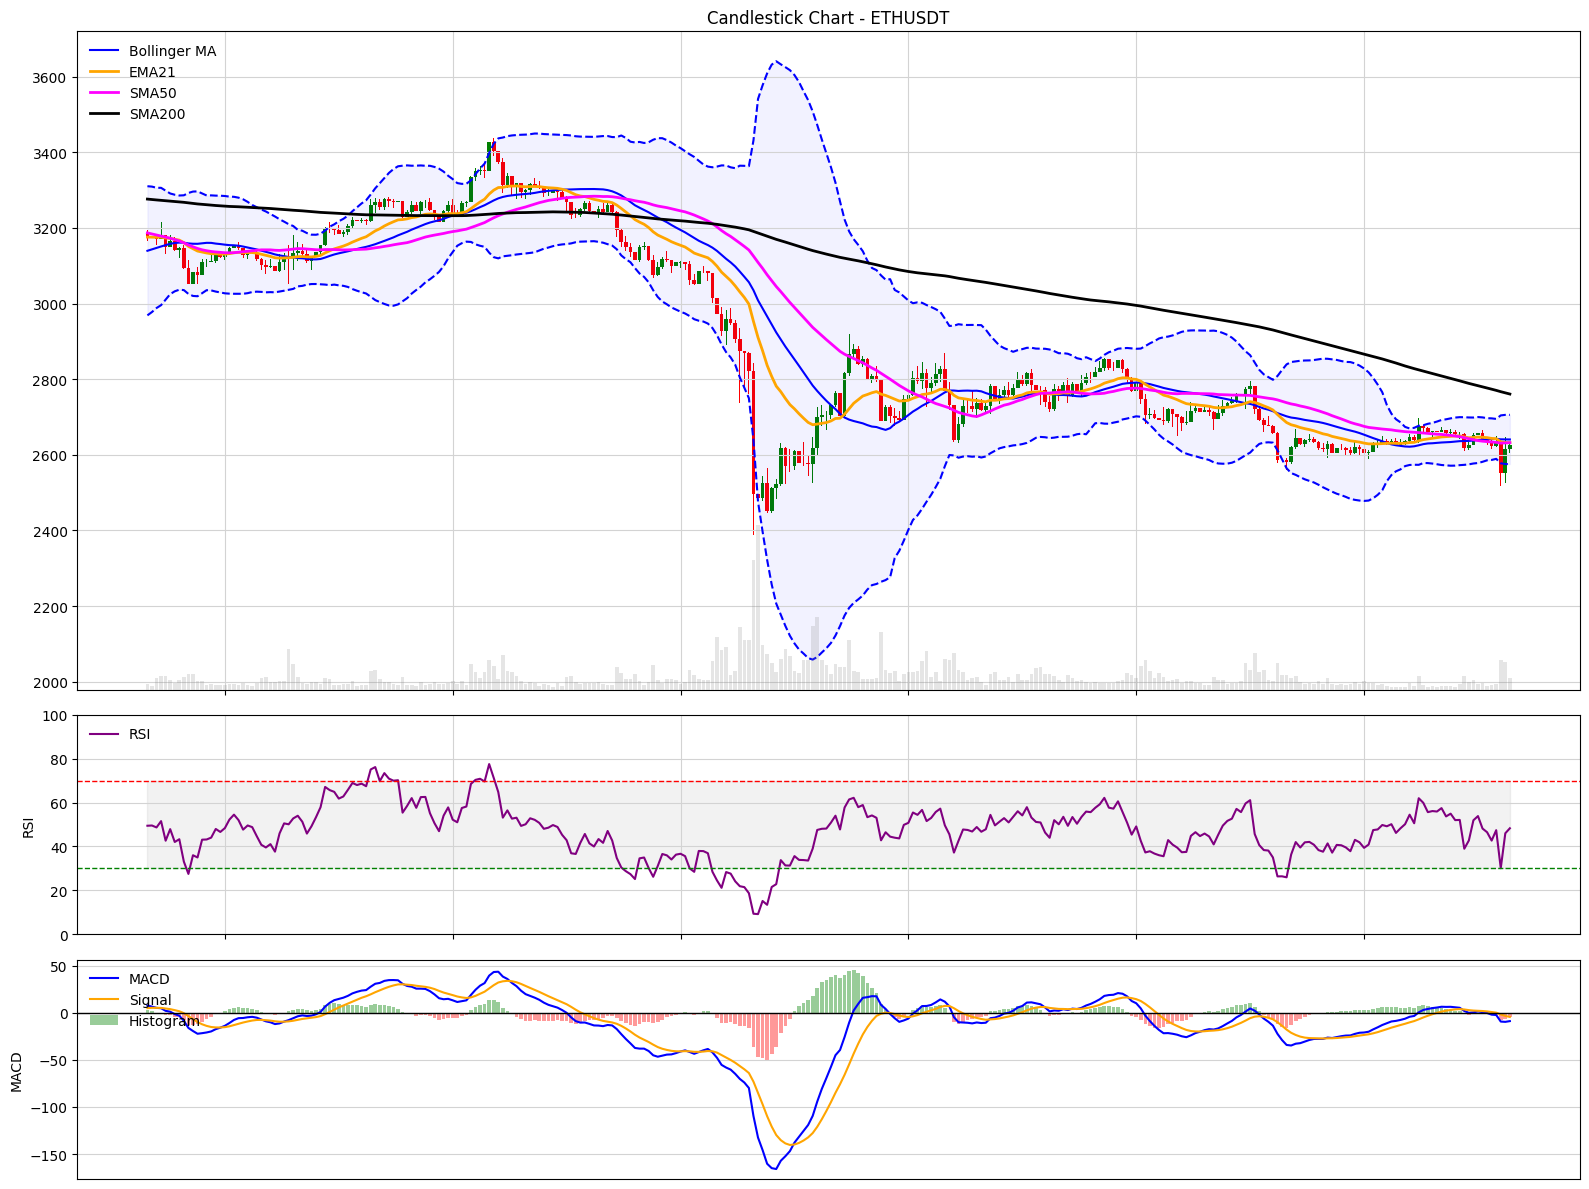 Candlestick Chart - ETHUSDT
Bollinger MA
EMA21
SMA50
SMA200
3600
3400
3200
3000
2800
2600
2400
2200
2000
RSI
RSI
100
80
60
40
20
0
MACD
Signal
Histogram
MACD
50
0
−50
−100
−150